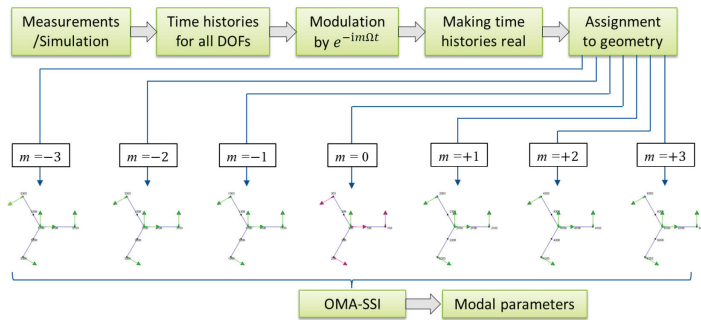 Measurements
/Simulation
Time histories
for all DOFs
Modulation
by e^{-imΩt}
Making time
histories real
Assignment
to geometry
m =−3
m =−2
m =−1
m = 0
m =+1
m =+2
m =+3
OMA-SSI
Modal parameters